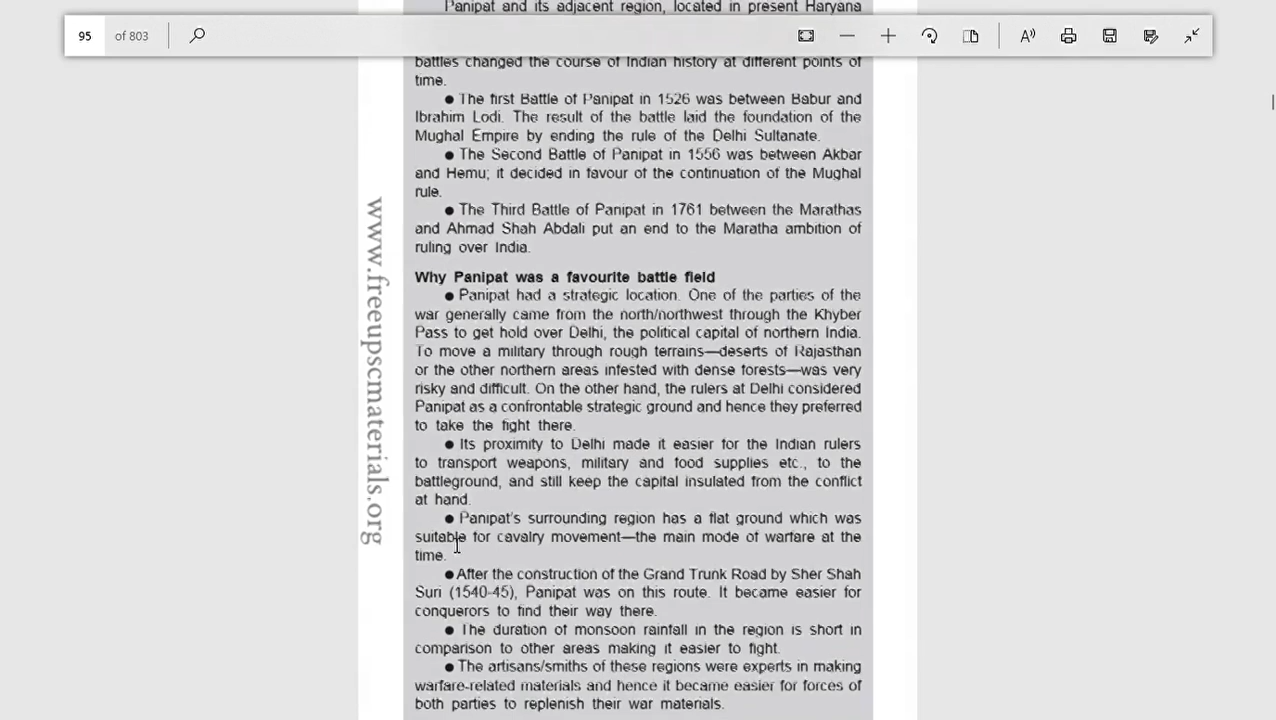 Panipat and its adjacent region, located in present Haryana
95 of 803
battles changed the course of Indian history at different points of
time.
● The first Battle of Panipat in 1526 was between Babur and
Ibrahim Lodi. The result of the battle laid the foundation of the
Mughal Empire by ending the rule of the Delhi Sultanate.
● The Second Battle of Panipat in 1556 was between Akbar
and Hemu; it decided in favour of the continuation of the Mughal
rule.
● The Third Battle of Panipat in 1761 between the Marathas
and Ahmad Shah Abdali put an end to the Maratha ambition of
ruling over India.
Why Panipat was a favourite battle field
● Panipat had a strategic location. One of the parties of the
war generally came from the north/northwest through the Khyber
Pass to get hold over Delhi, the political capital of northern India.
To move a military through rough terrains—deserts of Rajasthan
or the other northern areas infested with dense forests—was very
risky and difficult. On the other hand, the rulers at Delhi considered
Panipat as a confrontable strategic ground and hence they preferred
to take the fight there.
● Its proximity to Delhi made it easier for the Indian rulers
to transport weapons, military and food supplies etc., to the
battleground, and still keep the capital insulated from the conflict
at hand.
● Panipat's surrounding region has a flat ground which was
suitable for cavalry movement—the main mode of warfare at the
time.
● After the construction of the Grand Trunk Road by Sher Shah
Suri (1540-45), Panipat was on this route. It became easier for
conquerors to find their way there.
● The duration of monsoon rainfall in the region is short in
comparison to other areas making it easier to fight.
● The artisans/smiths of these regions were experts in making
warfare-related materials and hence it became easier for forces of
both parties to replenish their war materials.
www.freeupscmaterials.org